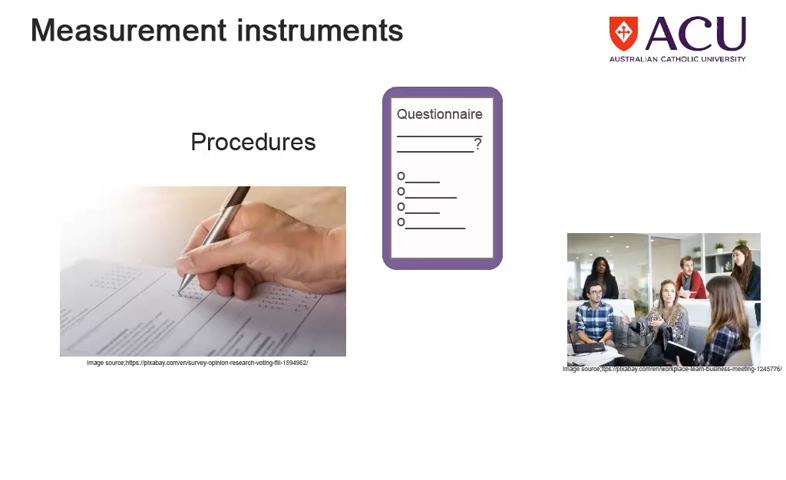 Measurement instruments
ACU
AUSTRALIAN CATHOLIC UNIVERSITY
Procedures
Questionnaire
?
image source;https://pixabay.com/en/survey-opinion-research-voting-fill-1594962/
image source;ttps://pixabay.com/en/workplace-team-business-meeting-1245776/